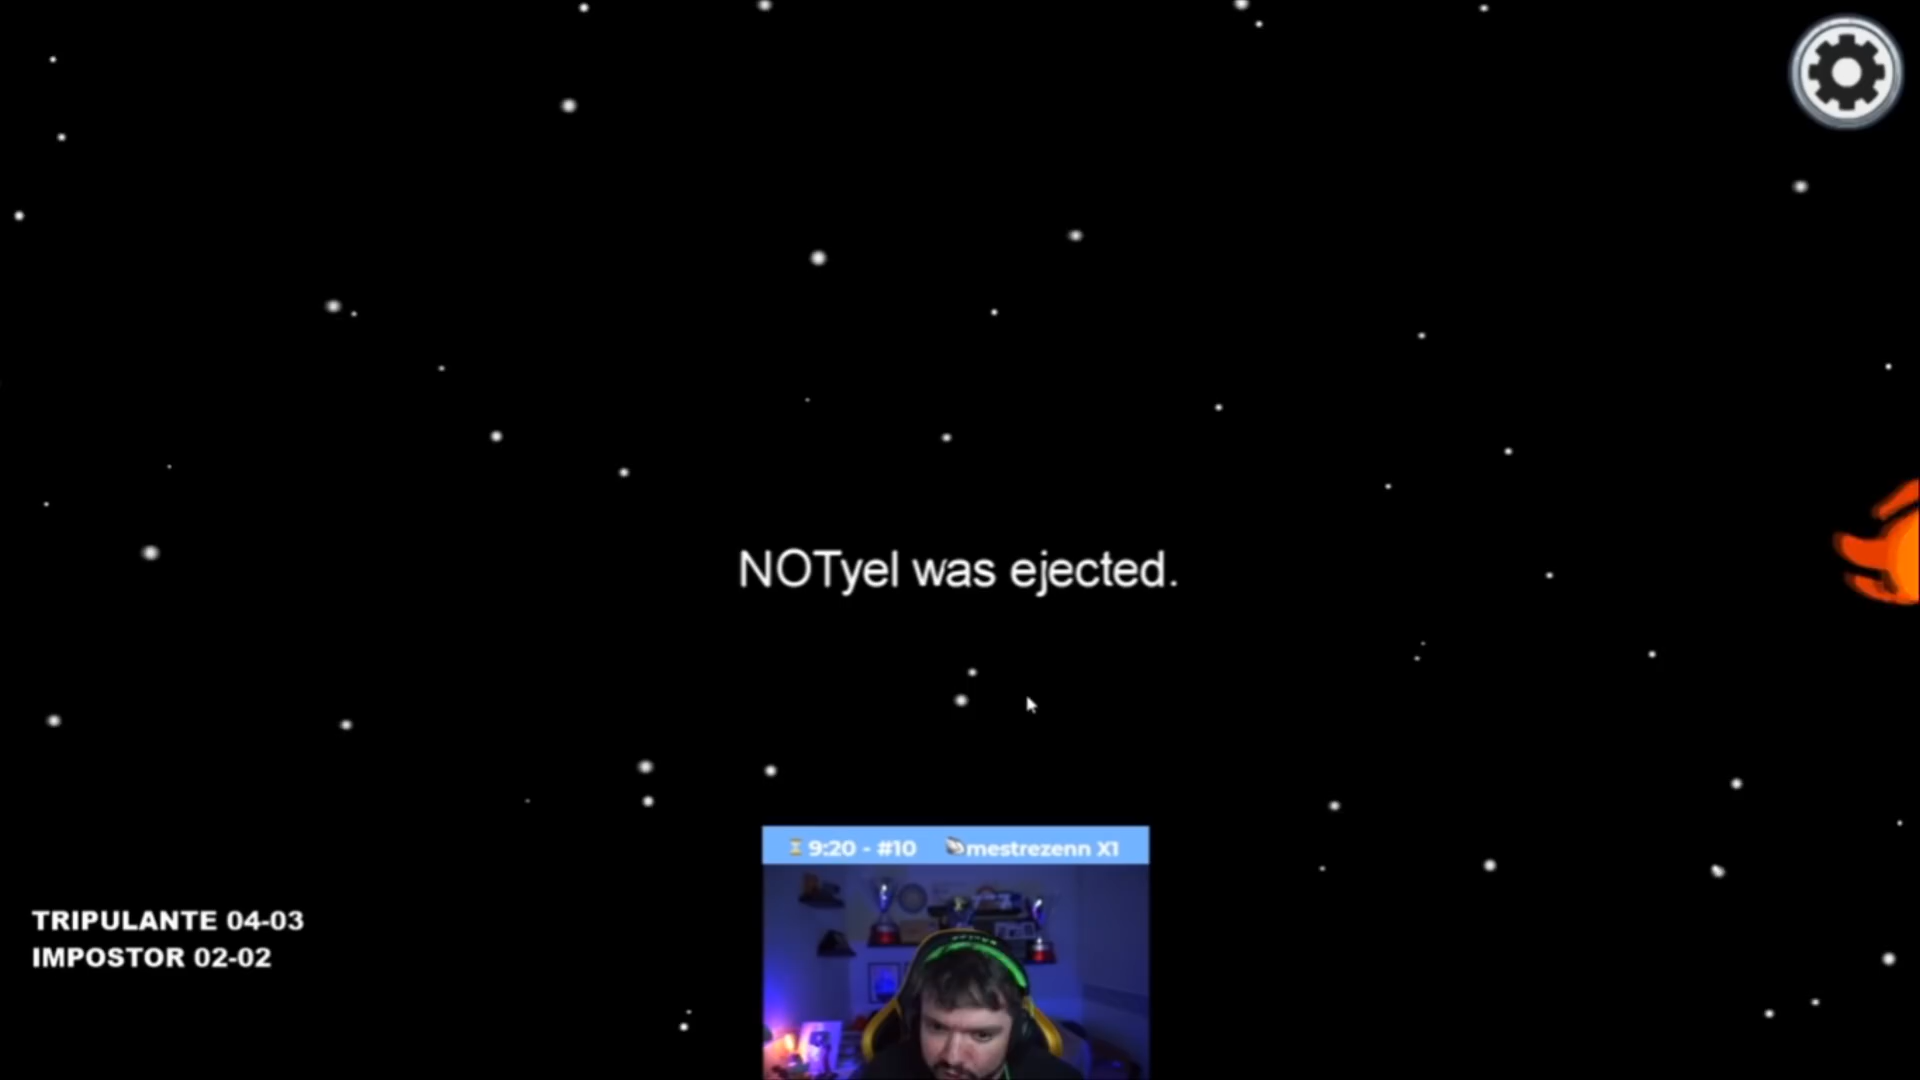 NOTyel was ejected.
9:20 - #10 mestrezenn X1
TRIPULANTE 04-03
IMPOSTOR 02-02